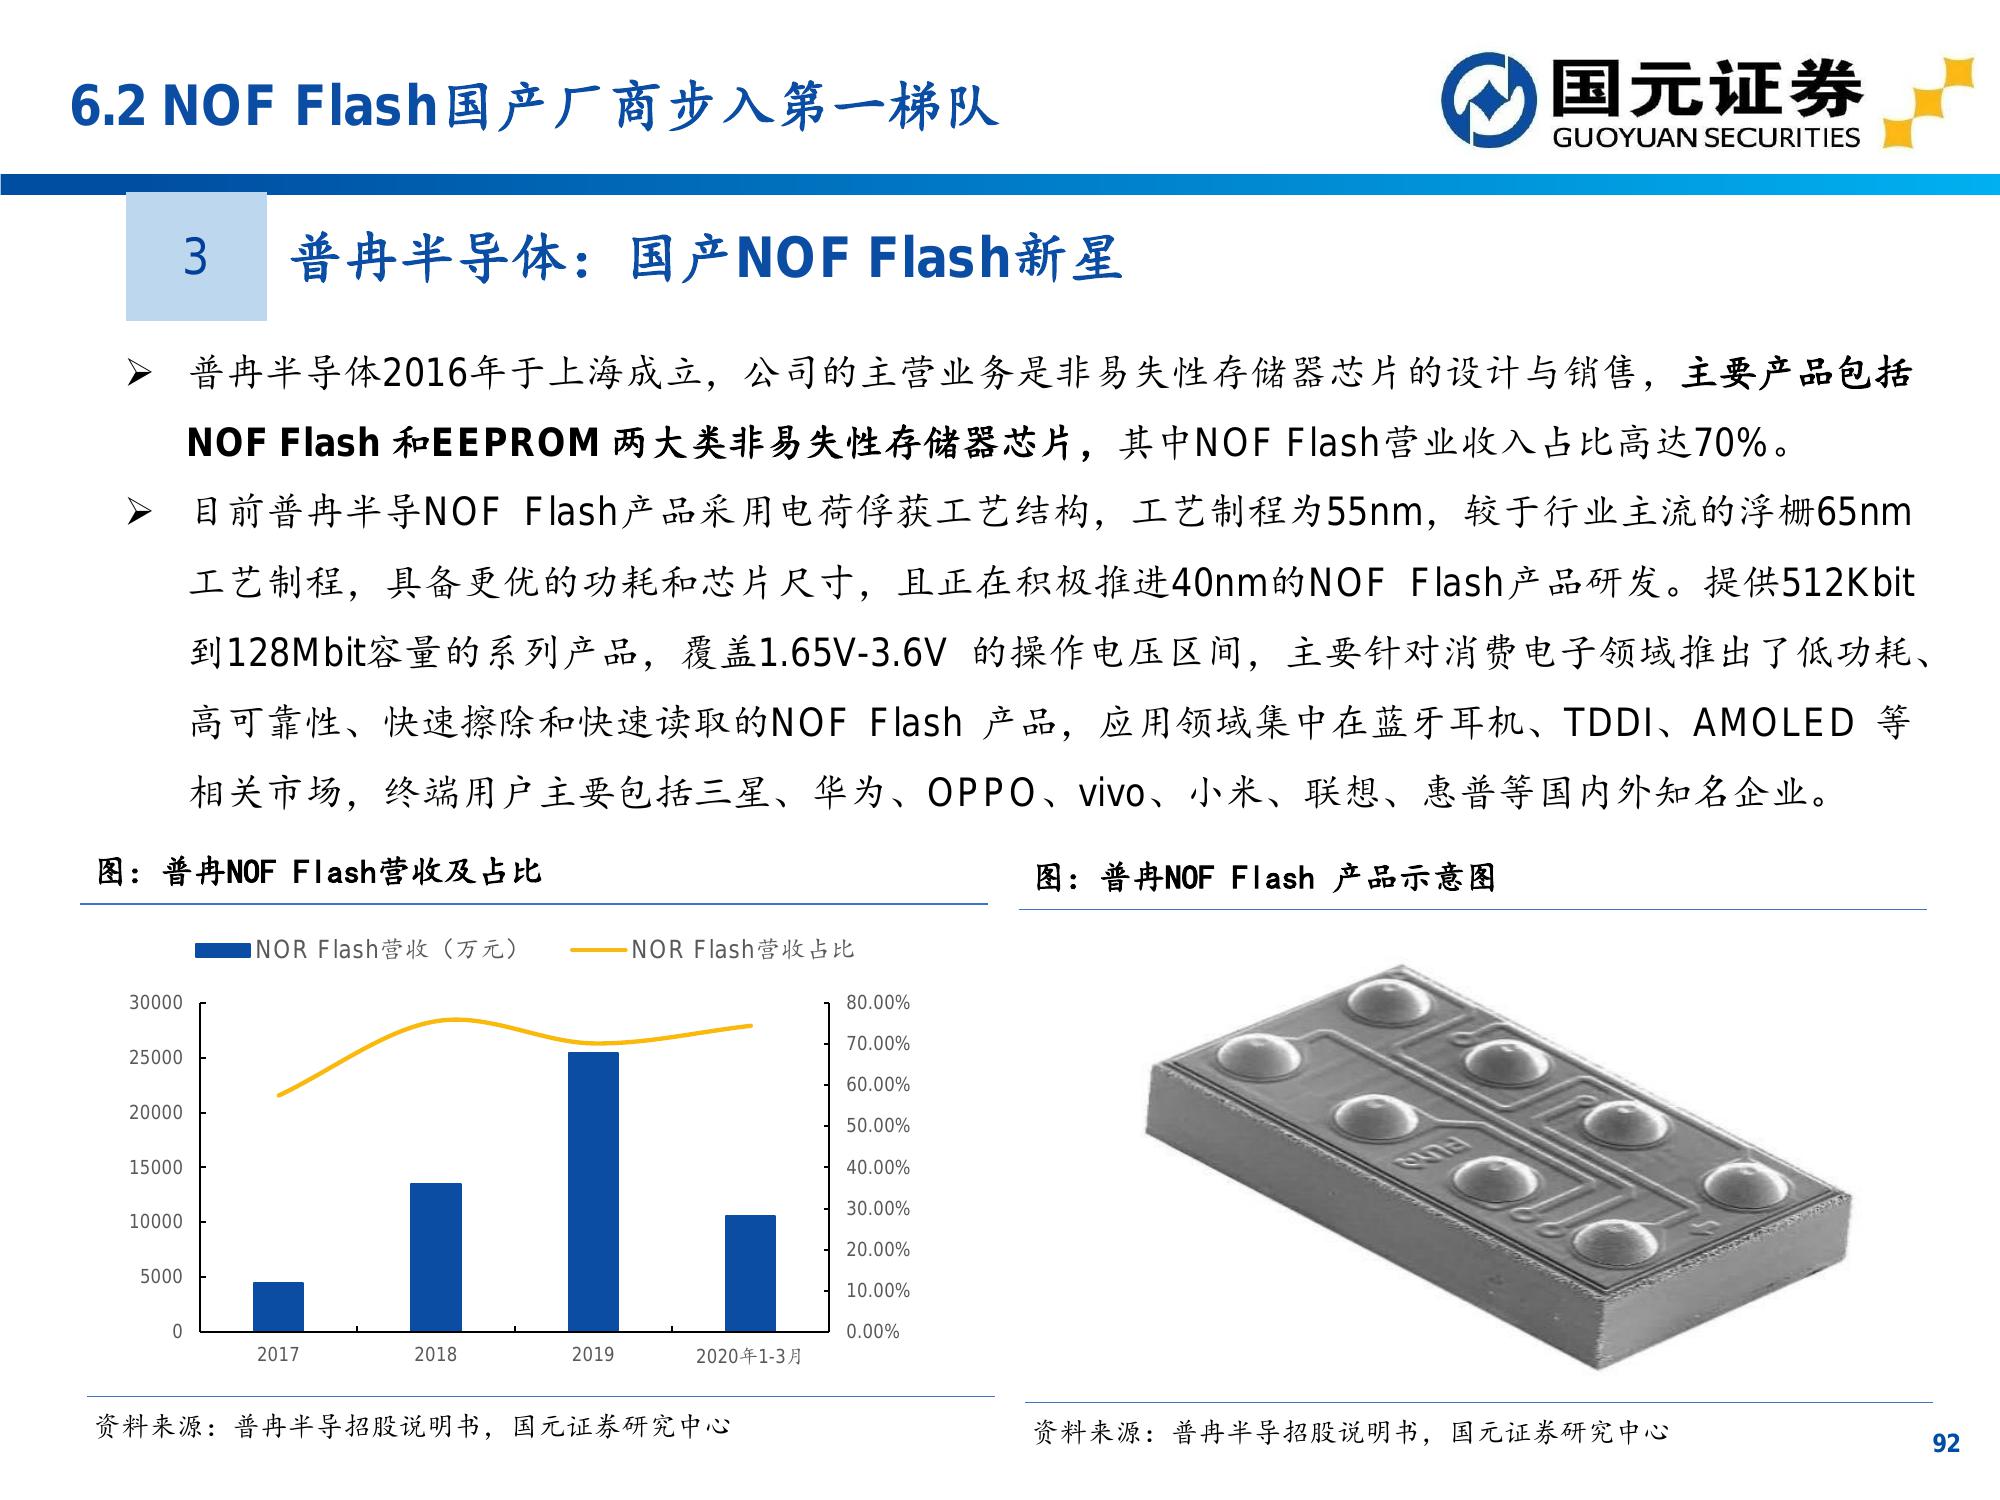 6.2 NOF Flash国产厂商步入第一梯队
国元证券
GUOYUAN SECURITIES
3
普冉半导体：国产NOF Flash新星
➢ 普冉半导体2016年于上海成立，公司的主营业务是非易失性存储器芯片的设计与销售，主要产品包括
NOF Flash 和EEPROM 两大类非易失性存储器芯片，其中NOF Flash营业收入占比高达70%。
➢ 目前普冉半导NOF Flash产品采用电荷俘获工艺结构，工艺制程为55nm，较于行业主流的浮栅65nm
工艺制程，具备更优的功耗和芯片尺寸，且正在积极推进40nm的NOF Flash产品研发。提供512Kbit
到128Mbit容量的系列产品，覆盖1.65V-3.6V 的操作电压区间，主要针对消费电子领域推出了低功耗、
高可靠性、快速擦除和快速读取的NOF Flash 产品，应用领域集中在蓝牙耳机、TDDI、AMOLED 等
相关市场，终端用户主要包括三星、华为、OPPO、vivo、小米、联想、惠普等国内外知名企业。
图：普冉NOF Flash营收及占比
NOR Flash营收（万元） NOR Flash营收占比
30000
25000
20000
15000
10000
5000
0
80.00%
70.00%
60.00%
50.00%
40.00%
30.00%
20.00%
10.00%
0.00%
2017 2018 2019 2020年1-3月
资料来源：普冉半导招股说明书，国元证券研究中心
图：普冉NOF Flash 产品示意图
资料来源：普冉半导招股说明书，国元证券研究中心
92